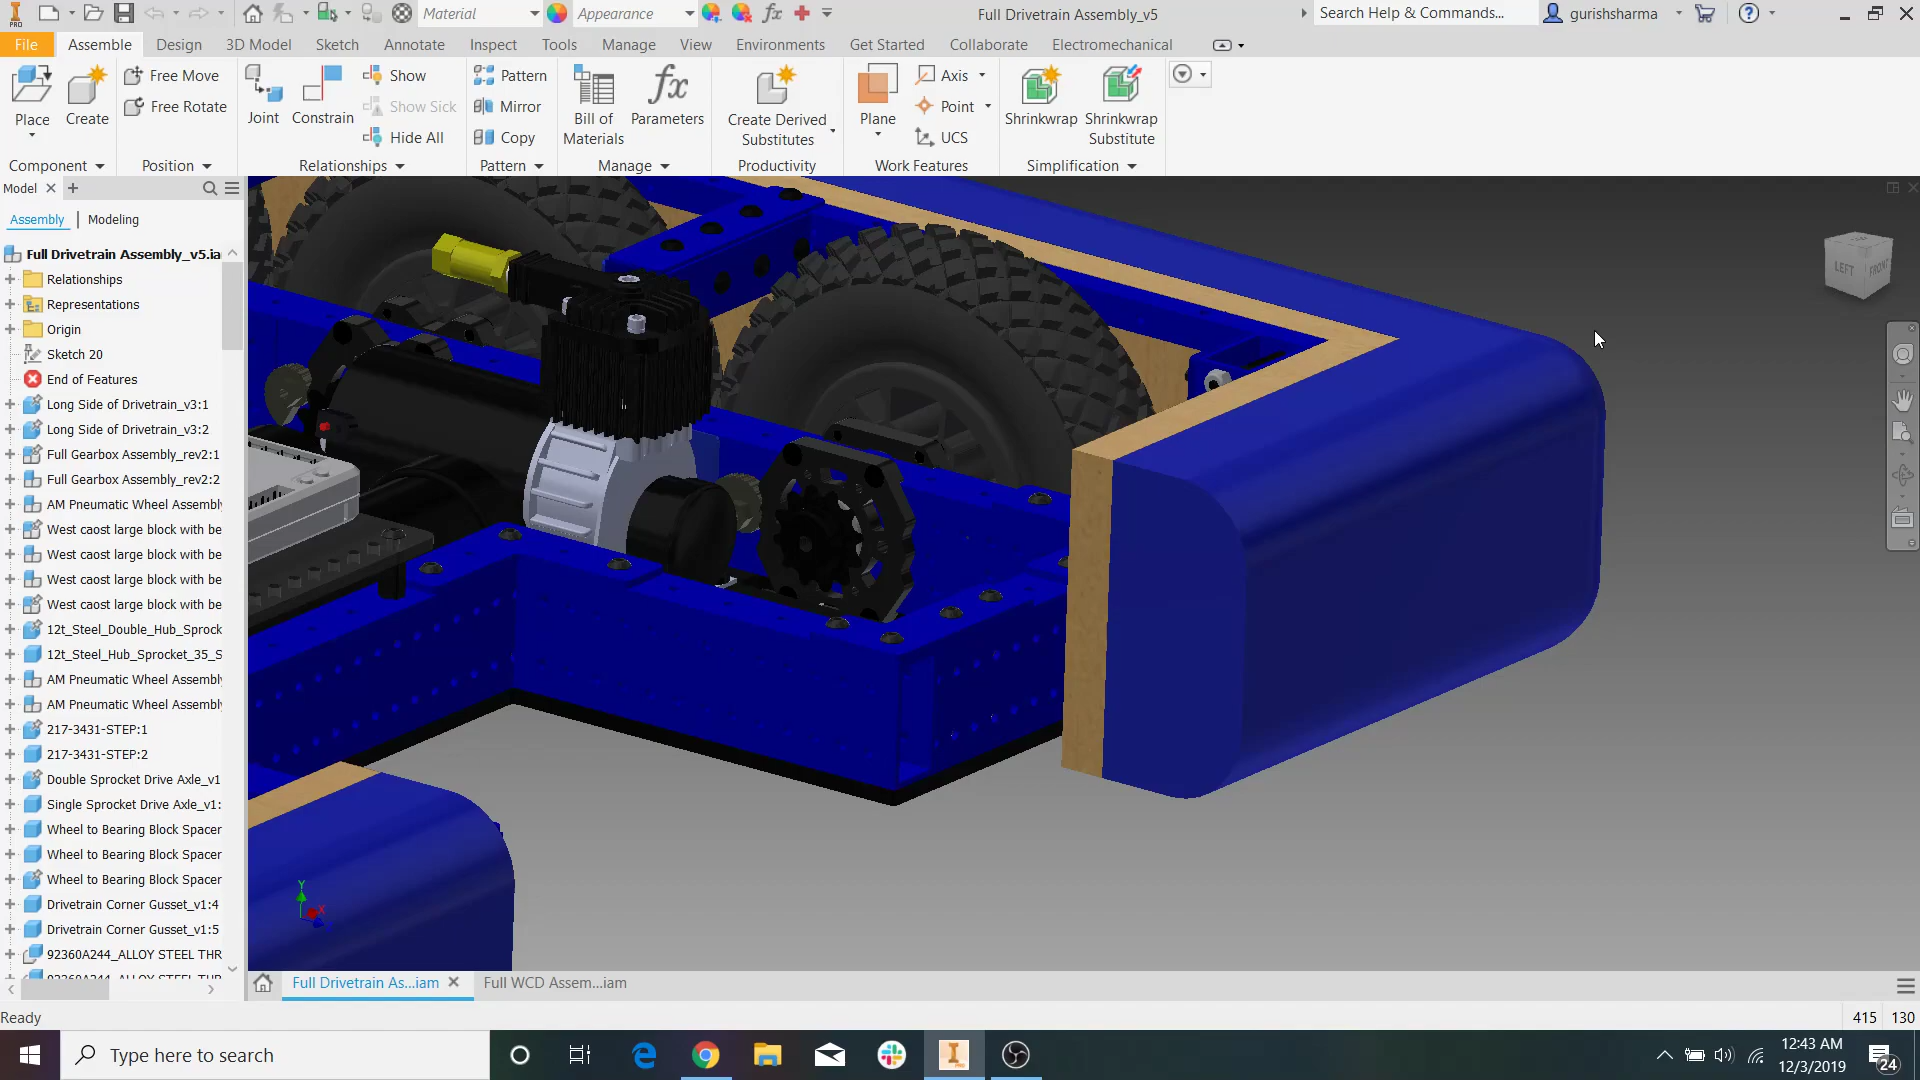 PRO
Material
Appearance
Full Drivetrain Assembly_v5
Search Help & Commands...
gurishsharma
File
Assemble
Design
3D Model
Sketch
Annotate
Inspect
Tools
Manage
View
Environments
Get Started
Collaborate
Electromechanical
Place
Create
Free Move
Free Rotate
Joint
Constrain
Show
Show Sick
Hide All
Pattern
Mirror
Copy
Bill of
Materials
Parameters
Create Derived
Substitutes
Plane
Axis
Point
UCS
Shrinkwrap
Shrinkwrap
Substitute
Component
Position
Relationships
Pattern
Manage
Productivity
Work Features
Simplification
Model
Assembly
Modeling
Full Drivetrain Assembly_v5.ia
Relationships
Representations
Origin
Sketch 20
End of Features
Long Side of Drivetrain_v3:1
Long Side of Drivetrain_v3:2
Full Gearbox Assembly_rev2:1
Full Gearbox Assembly_rev2:2
AM Pneumatic Wheel Assembly
West caost large block with be
West caost large block with be
West caost large block with be
West caost large block with be
12t_Steel_Double_Hub_Sprock
12t_Steel_Hub_Sprocket_35_S
AM Pneumatic Wheel Assembly
AM Pneumatic Wheel Assembly
217-3431-STEP:1
217-3431-STEP:2
Double Sprocket Drive Axle_v1
Single Sprocket Drive Axle_v1:
Wheel to Bearing Block Spacer
Wheel to Bearing Block Spacer
Wheel to Bearing Block Spacer
Drivetrain Corner Gusset_v1:4
Drivetrain Corner Gusset_v1:5
92360A244_ALLOY STEEL THR
92360A244_ALLOY STEEL THR
LEFT
FRONT
Y
X
Full Drivetrain As...iam
Full WCD Assem...iam
Ready
415
130
Type here to search
12:43 AM
12/3/2019
24